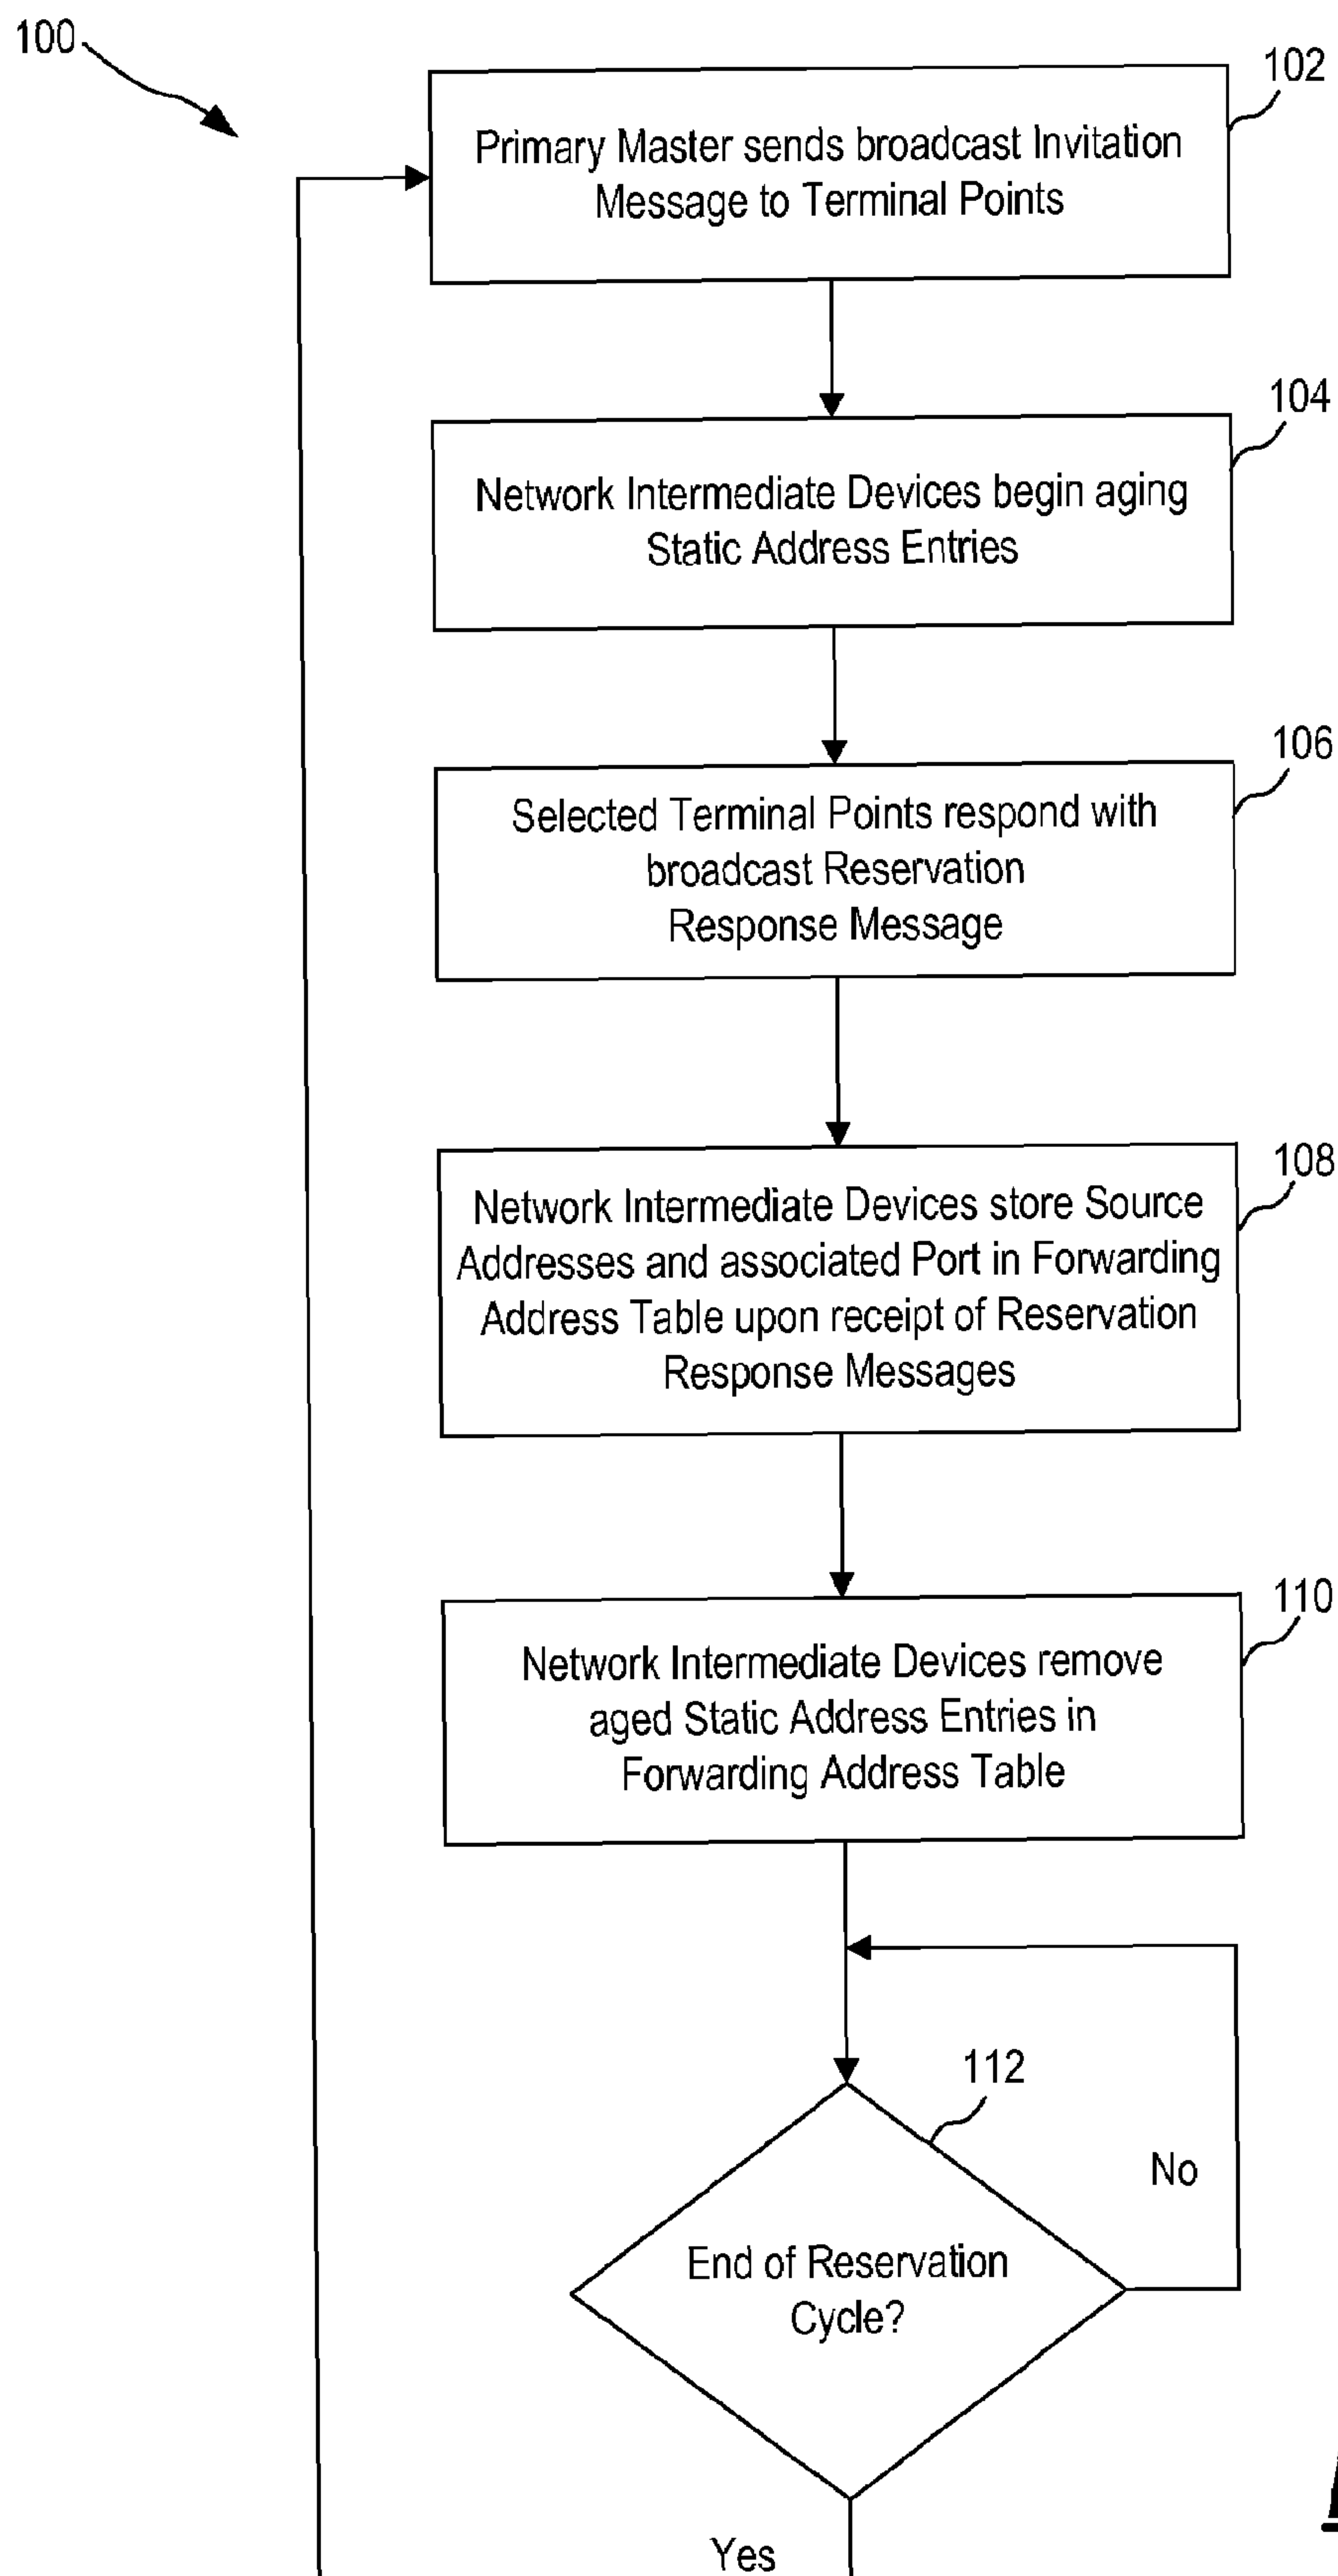 100
102
Primary Master sends broadcast Invitation
Message to Terminal Points
104
Network Intermediate Devices begin aging
Static Address Entries
106
Selected Terminal Points respond with
broadcast Reservation
Response Message
108
Network Intermediate Devices store Source
Addresses and associated Port in Forwarding
Address Table upon receipt of Reservation
Response Messages
110
Network Intermediate Devices remove
aged Static Address Entries in
Forwarding Address Table
112
No
End of Reservation
Cycle?
Yes